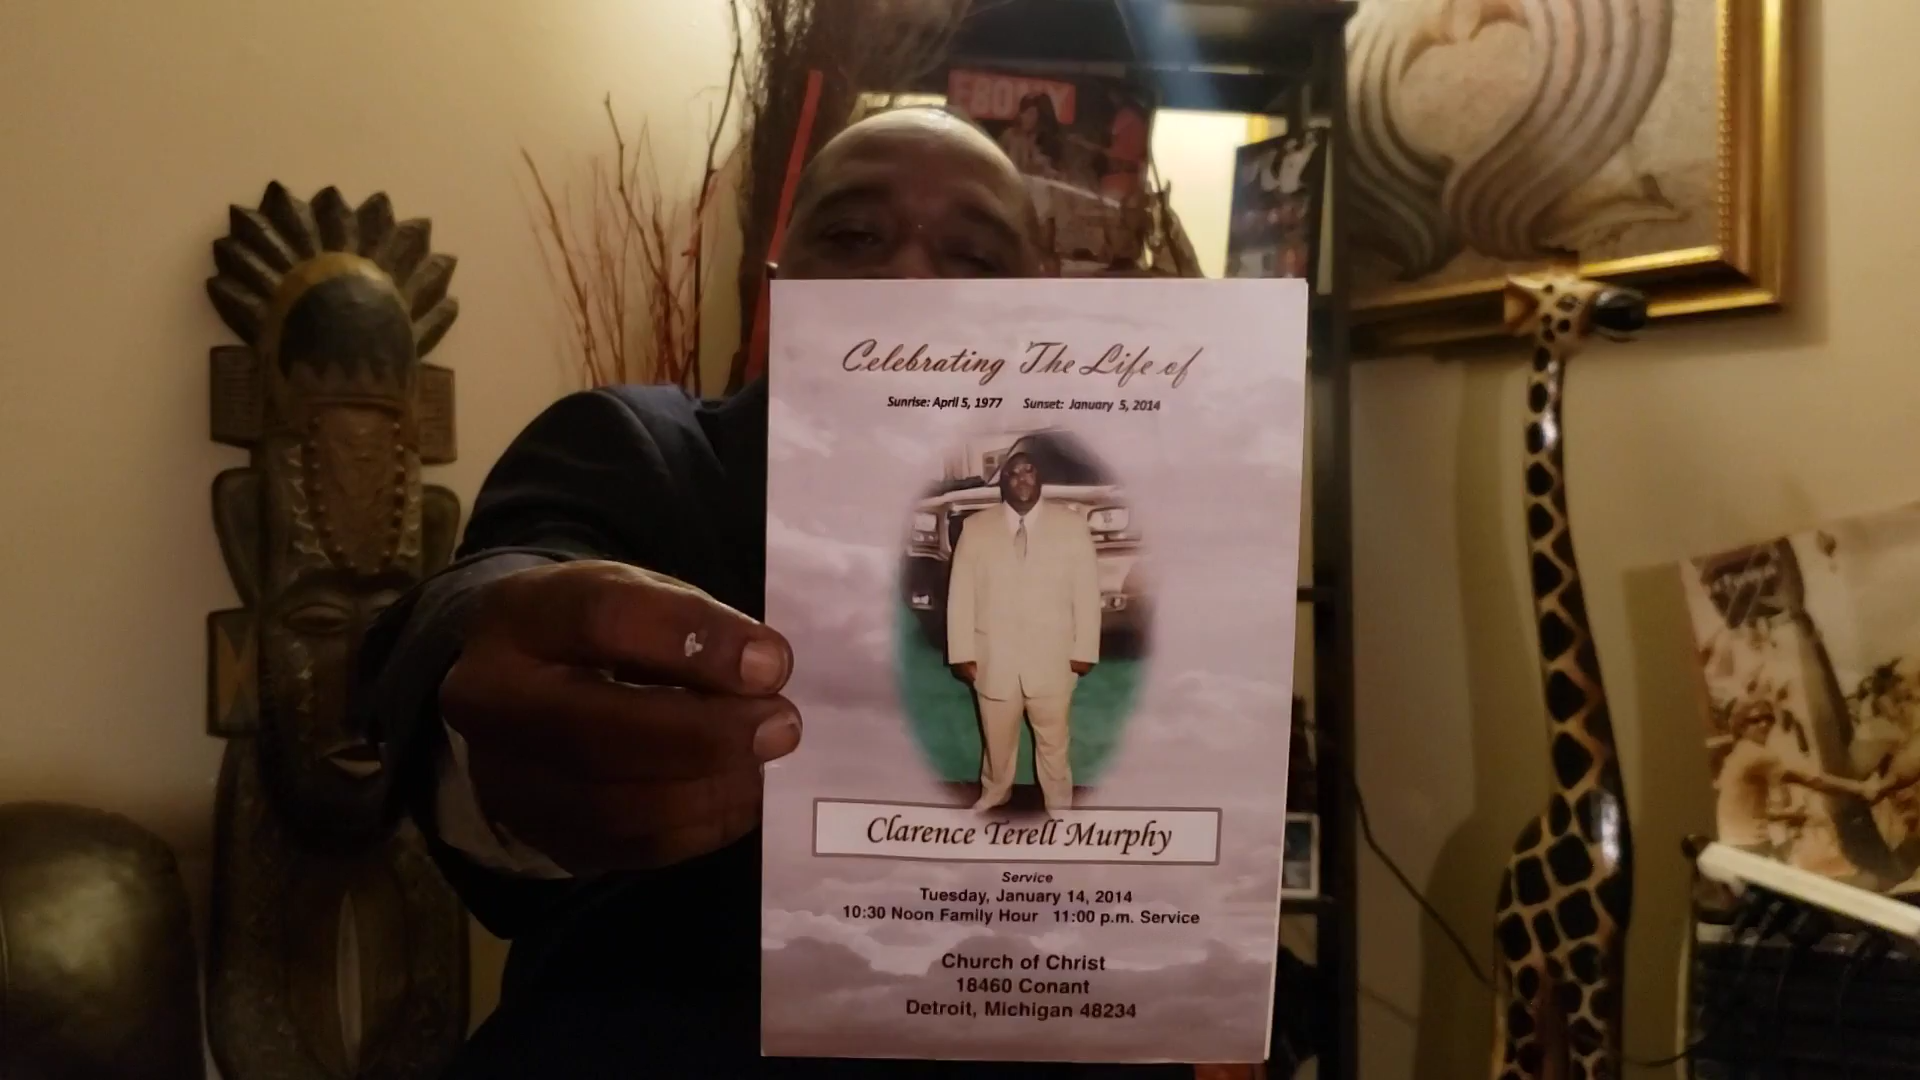 EBONY
Celebrating The Life of
Sunrise: April 5, 1977 Sunset: January 5, 2014
Clarence Terell Murphy
Service
Tuesday, January 14, 2014
10:30 Noon Family Hour 11:00 p.m. Service
Church of Christ
18460 Conant
Detroit, Michigan 48234